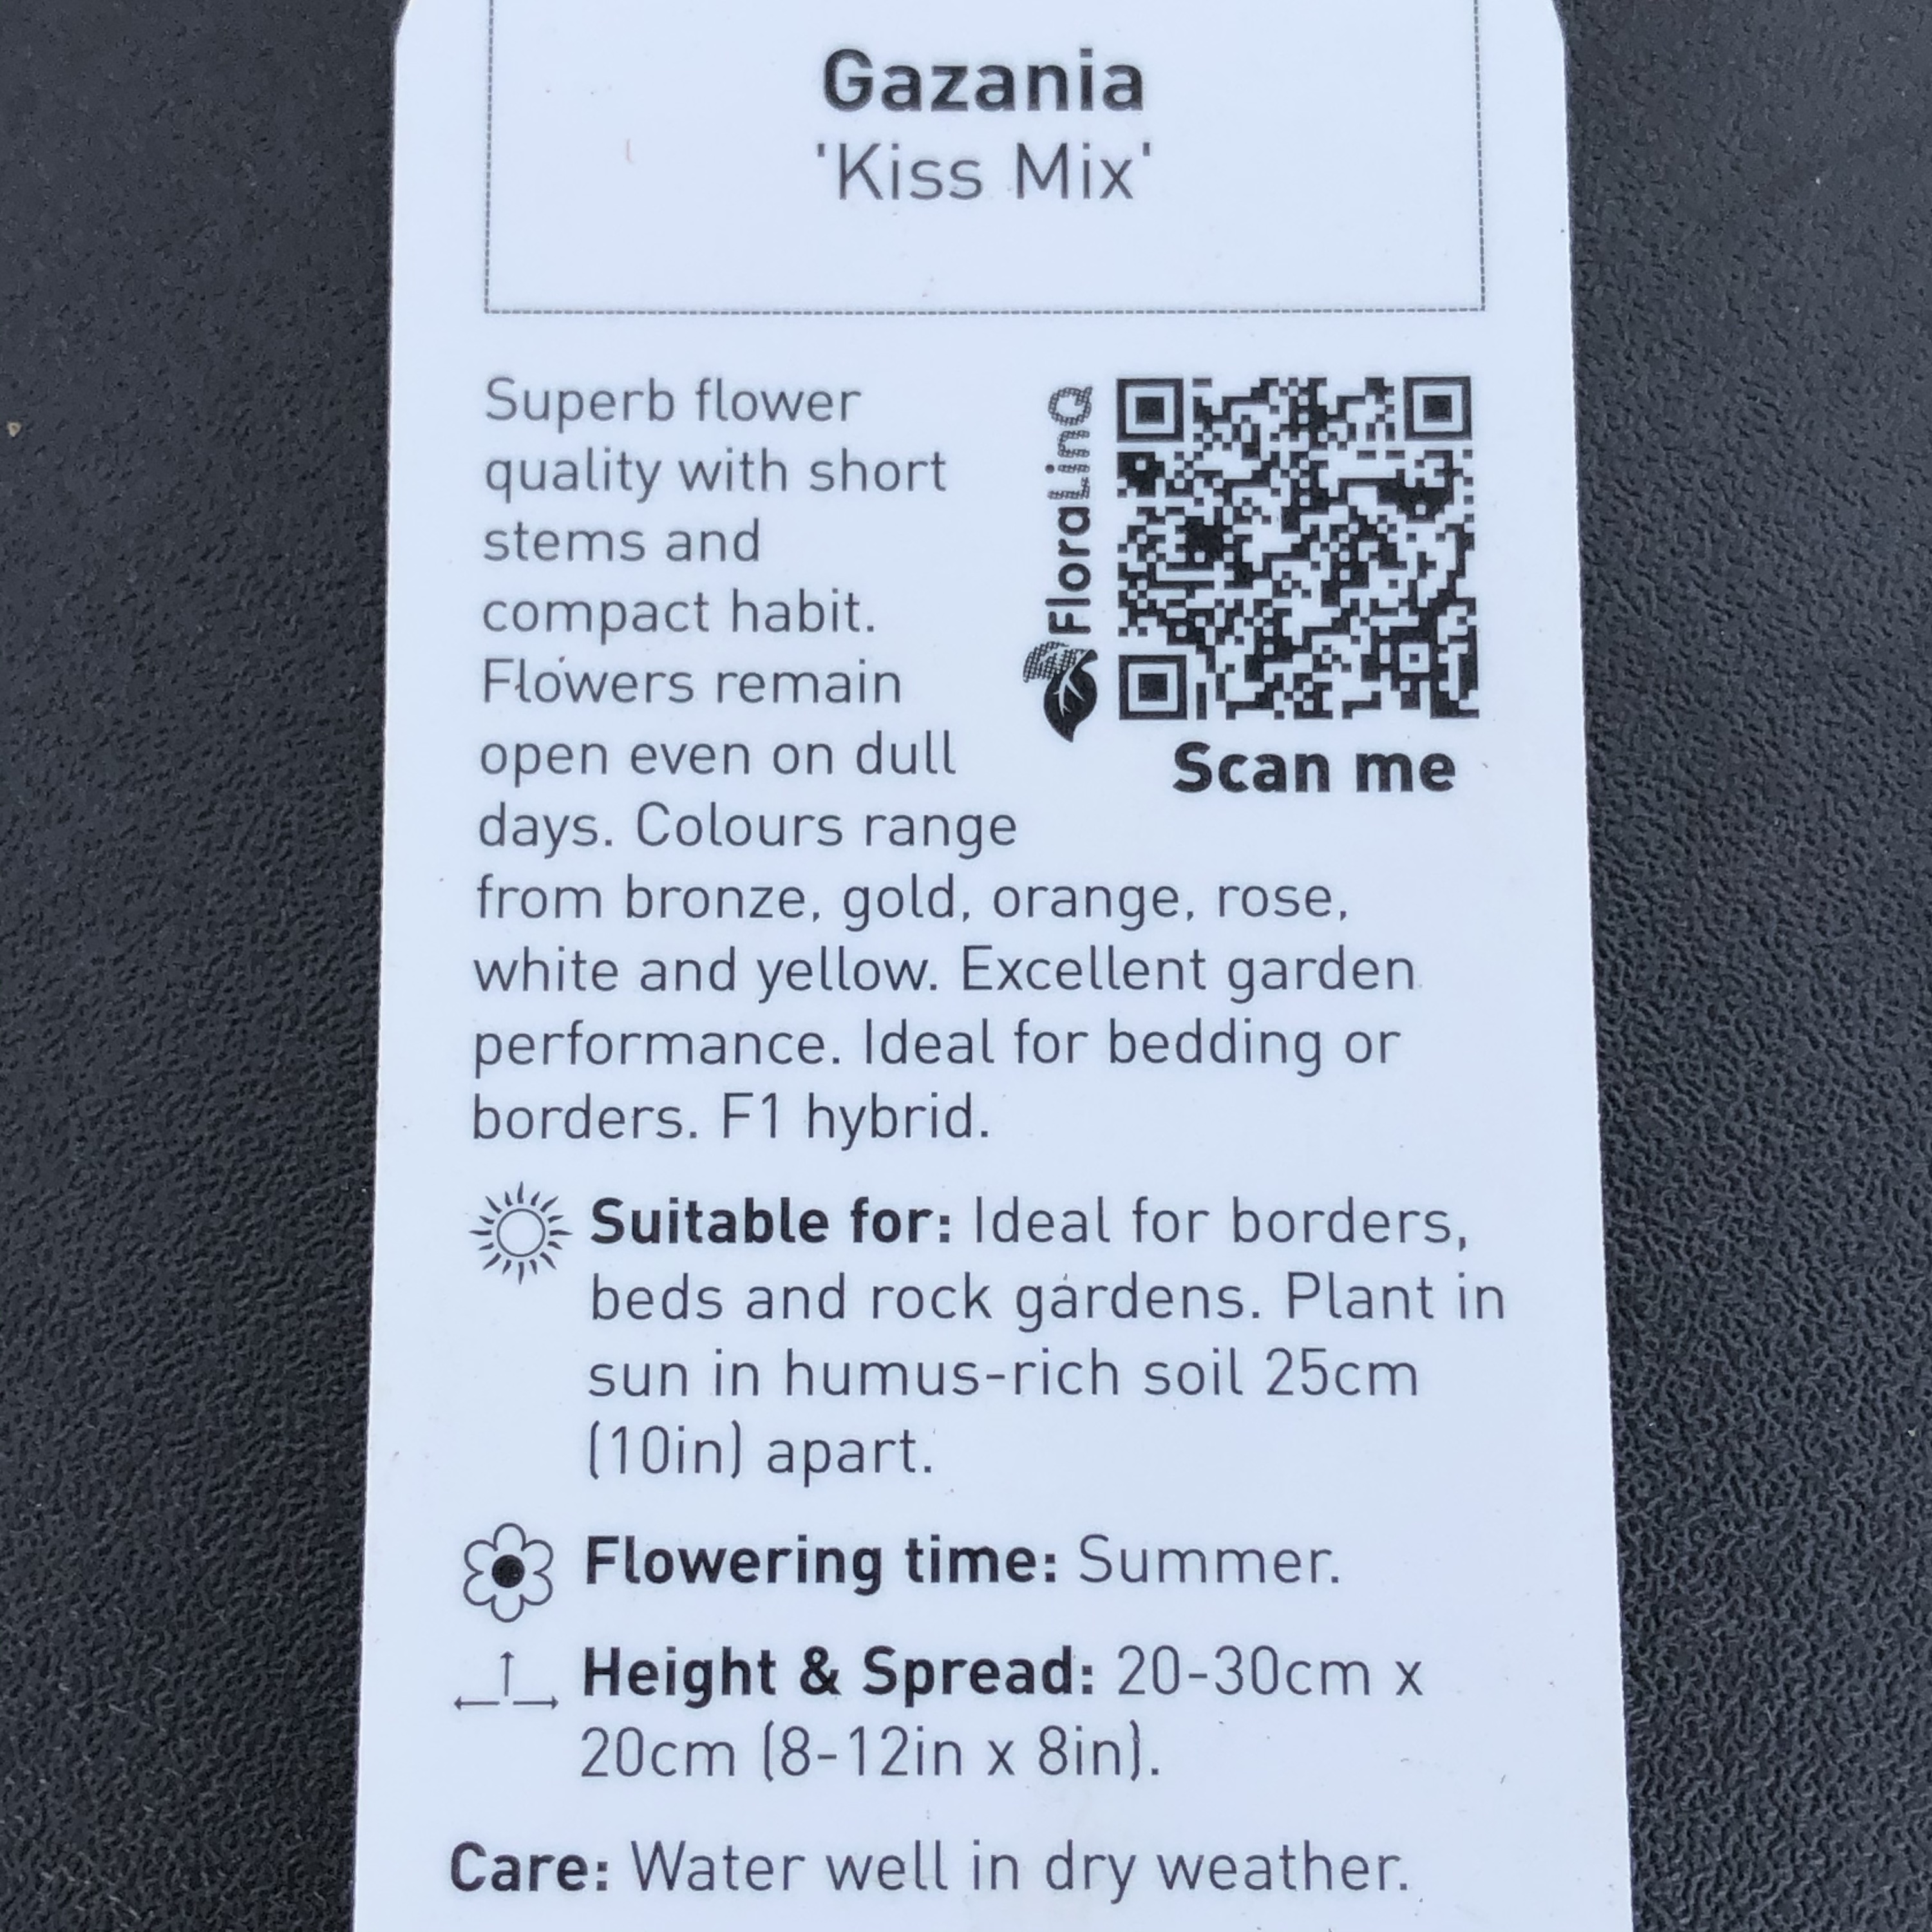 Gazania
'Kiss Mix'
Superb flower
quality with short
stems and
compact habit.
Flowers remain
open even on dull
days. Colours range
from bronze, gold, orange, rose,
white and yellow. Excellent garden
performance. Ideal for bedding or
borders. F1 hybrid.
FloraLinQ
Scan me
Suitable for: Ideal for borders,
beds and rock gardens. Plant in
sun in humus-rich soil 25cm
(10in) apart.
Flowering time: Summer.
Height & Spread: 20-30cm x
20cm (8-12in x 8in).
Care: Water well in dry weather.